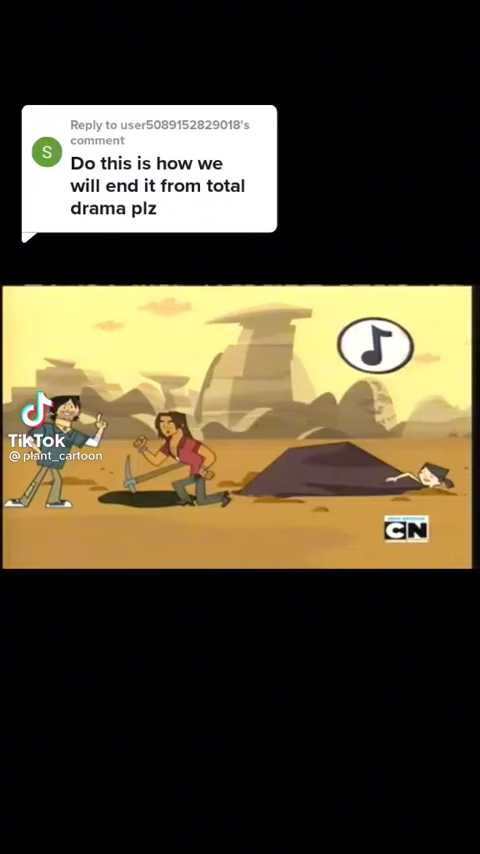 Reply to user5089152829018's
comment
S
Do this is how we
will end it from total
drama plz
TikTok
@plant_cartoon
CN